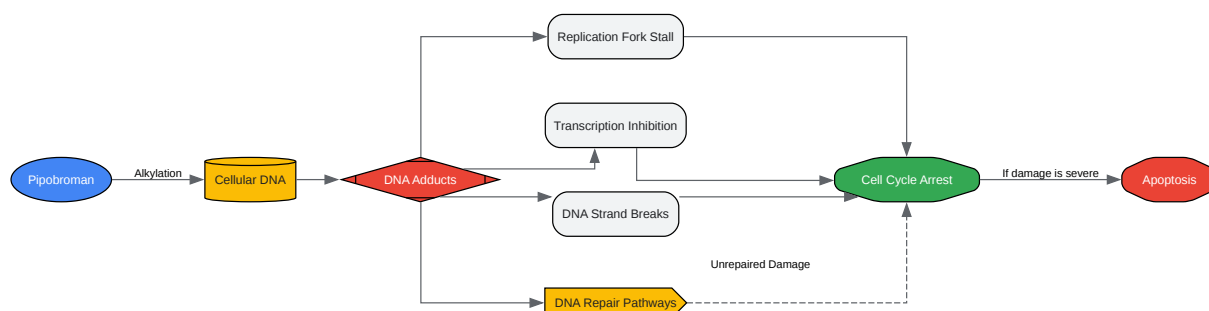 Replication Fork Stall
Transcription Inhibition
Pipobroman
Alkylation
Cellular DNA
DNA Adducts
Cell Cycle Arrest
If damage is severe
Apoptosis
DNA Strand Breaks
Unrepaired Damage
DNA Repair Pathways